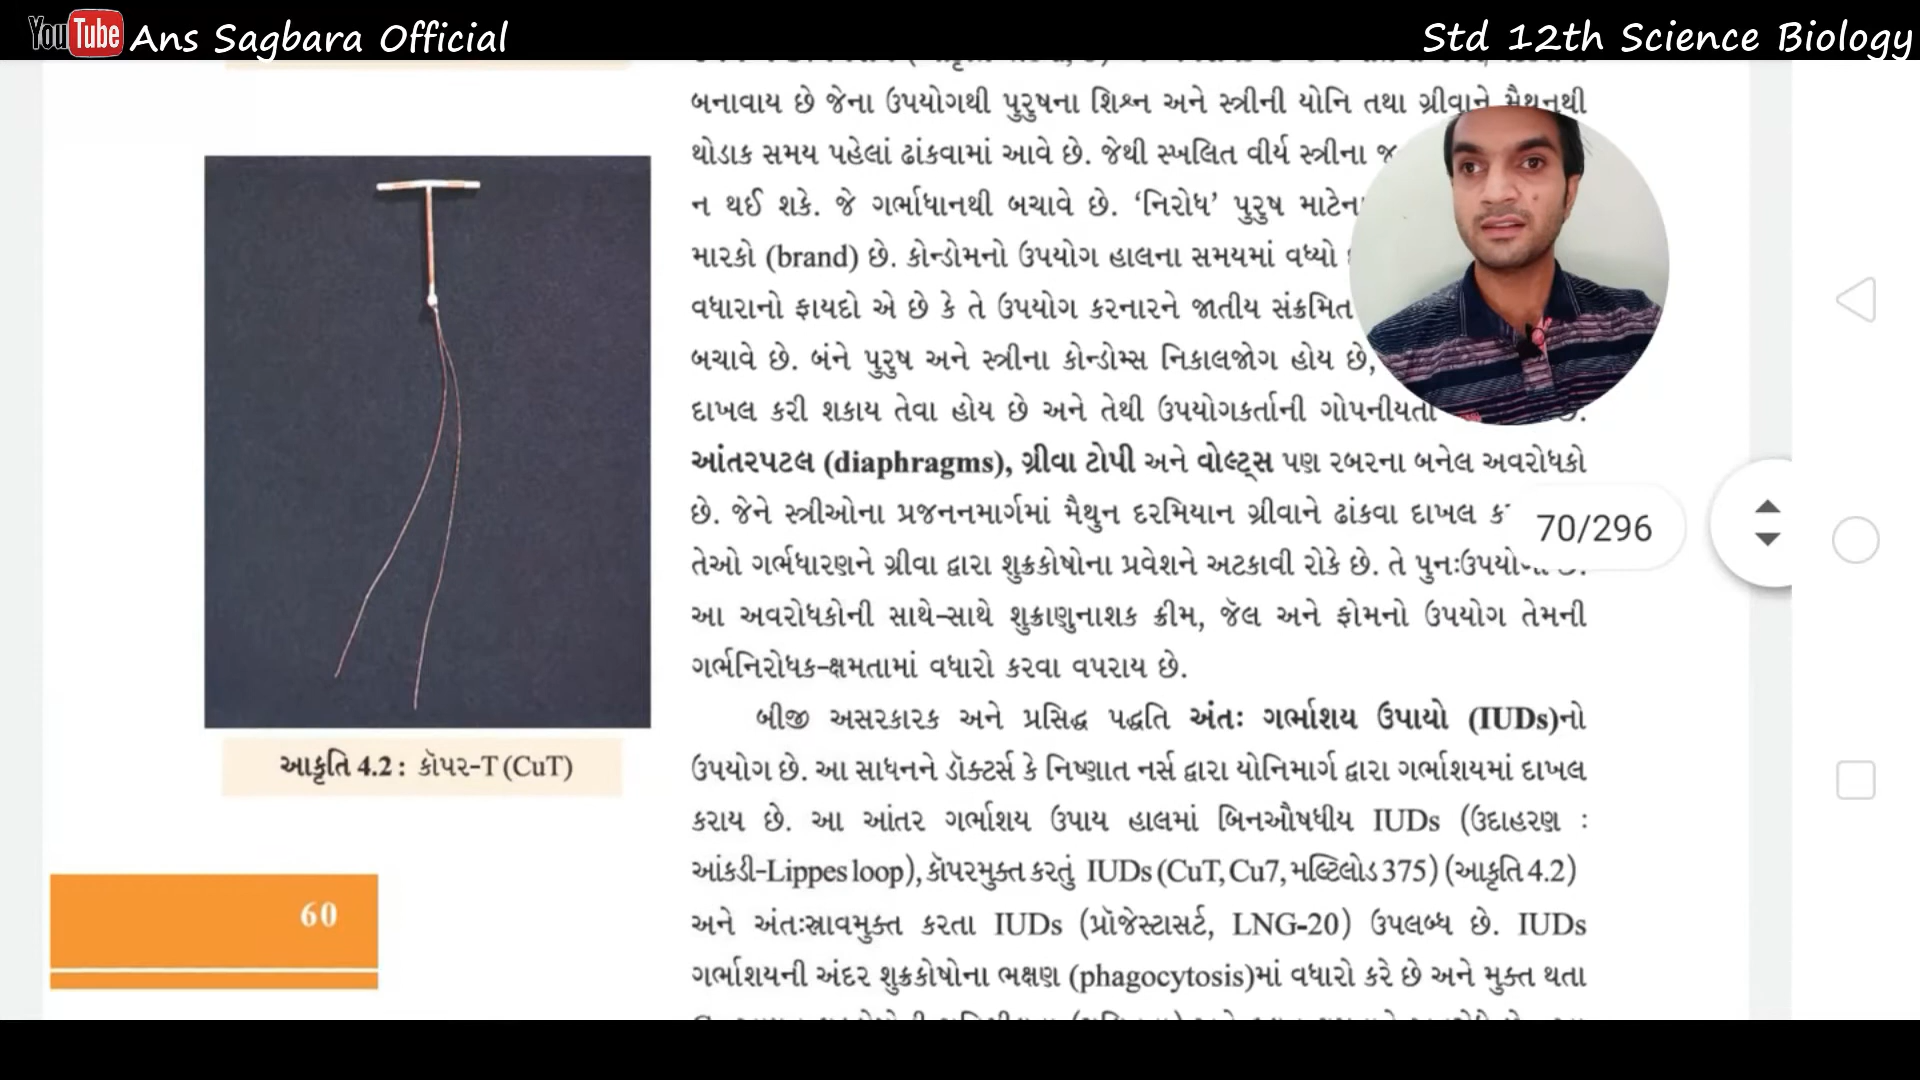 YouTube Ans Sagbara Official
Std 12th Science Biology
બનાવાય છે જેના ઉપયોગથી પુરુષના શિશ્ન અને સ્ત્રીની યોનિ તથા ગ્રીવાને મૈથુનથી
થોડાક સમય પહેલાં ઢાંકવામાં આવે છે. જેથી સ્ખલિત વીર્ય સ્ત્રીના
ન થઈ શકે. જે ગર્ભાધાનથી બચાવે છે. ‘નિરોધ’ પુરુષ
મારકો (brand) છે. કોન્ડોમનો ઉપયોગ હાલના સમયમાં વધ્યો
વધારાનો ફાયદો એ છે કે તે ઉપયોગ કરનારને જાતીય સંક્રમિત
બચાવે છે. બંને પુરુષ અને સ્ત્રીના કોન્ડોમ્સ નિકાલજોગ હોય છે,
દાખલ કરી શકાય તેવા હોય છે અને તેથી ઉપયોગકર્તાની ગોપનીયતા
આંતરપટલ (diaphragms), ગ્રીવા ટોપી અને વોલ્ટ્સ પણ રબરના બનેલ અવરોધકો
છે. જેને સ્ત્રીઓના પ્રજનનમાર્ગમાં મૈથુન દરમિયાન ગ્રીવાને ઢાંકવા દાખલ
70/296
તેઓ ગર્ભધારણને ગ્રીવા દ્વારા શુક્રકોષોના પ્રવેશને અટકાવી રોકે છે. તે
આ અવરોધકોની સાથે-સાથે શુક્રાણુનાશક ક્રીમ, જૅલ અને ફોમનો ઉપયોગ તેમની
ગર્ભનિરોધક-ક્ષમતામાં વધારો કરવા વપરાય છે.
બીજી અસરકારક અને પ્રસિદ્ધ પદ્ધતિ અંતઃ ગર્ભાશય ઉપાયો (IUDs)નો
ઉપયોગ છે. આ સાધનને ડૉક્ટર્સ કે નિષ્ણાત નર્સ દ્વારા યોનિમાર્ગ દ્વારા ગર્ભાશયમાં દાખલ
કરાય છે. આ આંતર ગર્ભાશય ઉપાય હાલમાં બિનઔષધીય IUDs (ઉદાહરણ :
આંકડી-Lippes loop), કૉપરમુક્ત કરતું IUDs (CuT, Cu7, મલ્ટિલોડ 375) (આકૃતિ 4.2)
અને અંતઃસ્રાવમુક્ત કરતા IUDs (પ્રૉજેસ્ટાસર્ટ, LNG-20) ઉપલબ્ધ છે. IUDs
ગર્ભાશયની અંદર શુક્રકોષોના ભક્ષણ (phagocytosis)માં વધારો કરે છે અને મુક્ત થતા
આકૃતિ 4.2 : કૉપર-T (CuT)
60